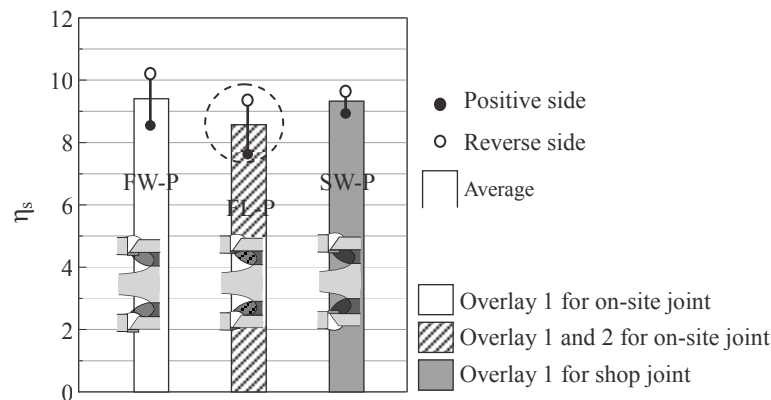 12
10
8
6
4
2
0
ηs
FW-P
FL-P
SW-P
Positive side
Reverse side
Average
Overlay 1 for on-site joint
Overlay 1 and 2 for on-site joint
Overlay 1 for shop joint